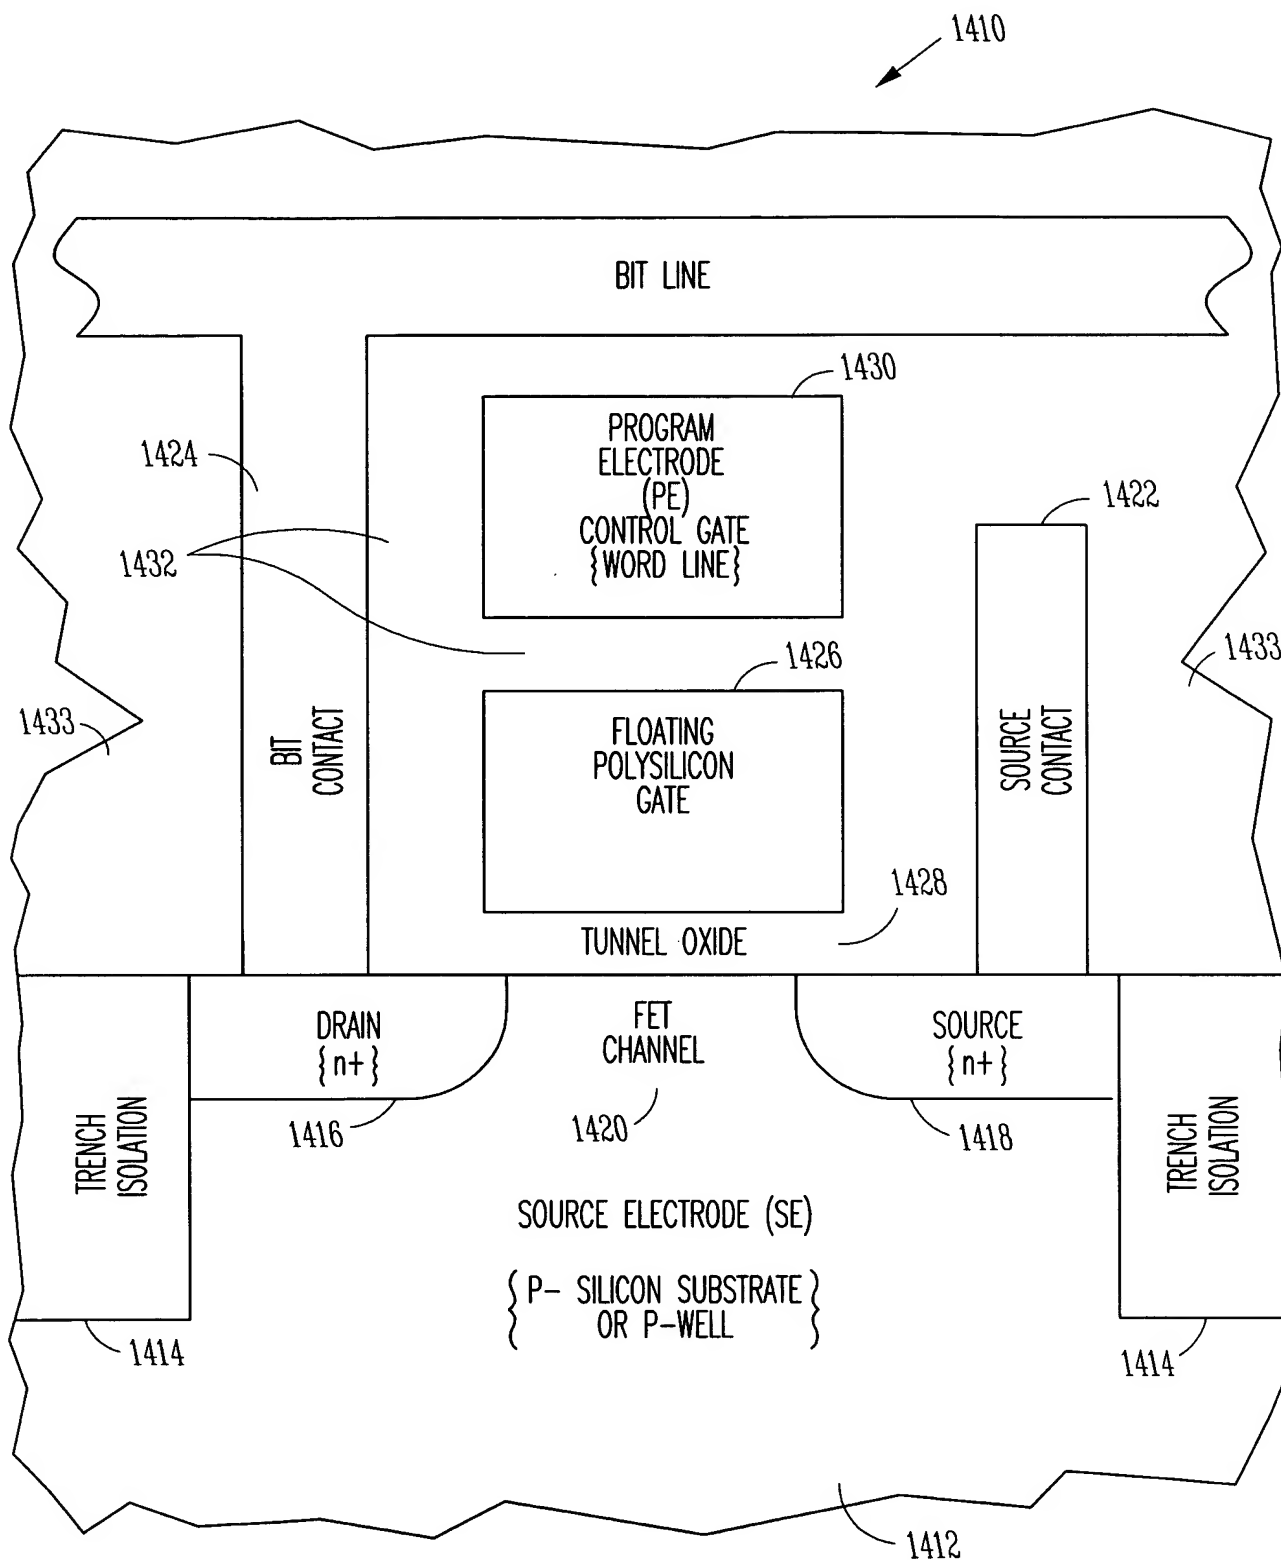 1410
BIT LINE
1430
PROGRAM
ELECTRODE
(PE)
CONTROL GATE
{WORD LINE}
1424
1422
1432
1426
1433
1433
BIT
CONTACT
FLOATING
POLYSILICON
GATE
SOURCE
CONTACT
1428
TUNNEL OXIDE
DRAIN
{n+}
FET
CHANNEL
SOURCE
{n+}
1416
1420
1418
TRENCH
ISOLATION
TRENCH
ISOLATION
SOURCE ELECTRODE (SE)
{P- SILICON SUBSTRATE
OR P-WELL}
1414
1414
1412